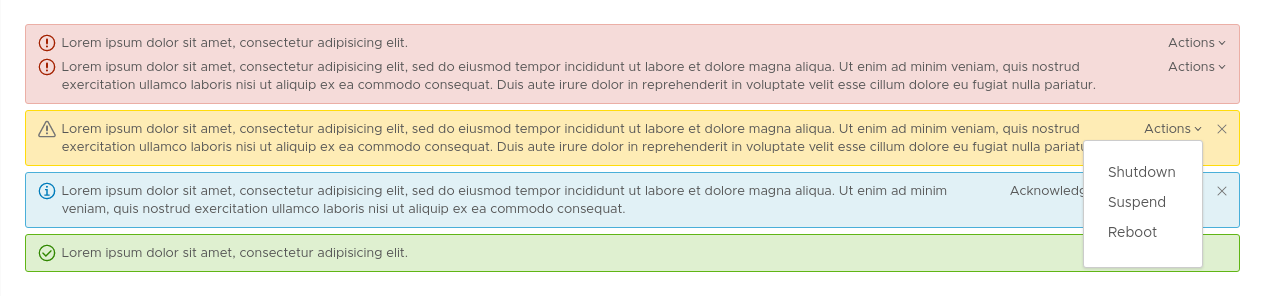 Lorem ipsum dolor sit amet, consectetur adipisicing elit. Actions
Lorem ipsum dolor sit amet, consectetur adipisicing elit, sed do eiusmod tempor incididunt ut labore et dolore magna aliqua. Ut enim ad minim veniam, quis nostrud Actions
exercitation ullamco laboris nisi ut aliquip ex ea commodo consequat. Duis aute irure dolor in reprehenderit in voluptate velit esse cillum dolore eu fugiat nulla pariatur.
Lorem ipsum dolor sit amet, consectetur adipisicing elit, sed do eiusmod tempor incididunt ut labore et dolore magna aliqua. Ut enim ad minim veniam, quis nostrud Actions
exercitation ullamco laboris nisi ut aliquip ex ea commodo consequat. Duis aute irure dolor in reprehenderit in voluptate velit esse cillum dolore eu fugiat nulla
Lorem ipsum dolor sit amet, consectetur adipisicing elit, sed do eiusmod tempor incididunt ut labore et dolore magna aliqua. Ut enim ad minim
veniam, quis nostrud exercitation ullamco laboris nisi ut aliquip ex ea commodo consequat.
Lorem ipsum dolor sit amet, consectetur adipisicing elit.
Shutdown
Suspend
Reboot